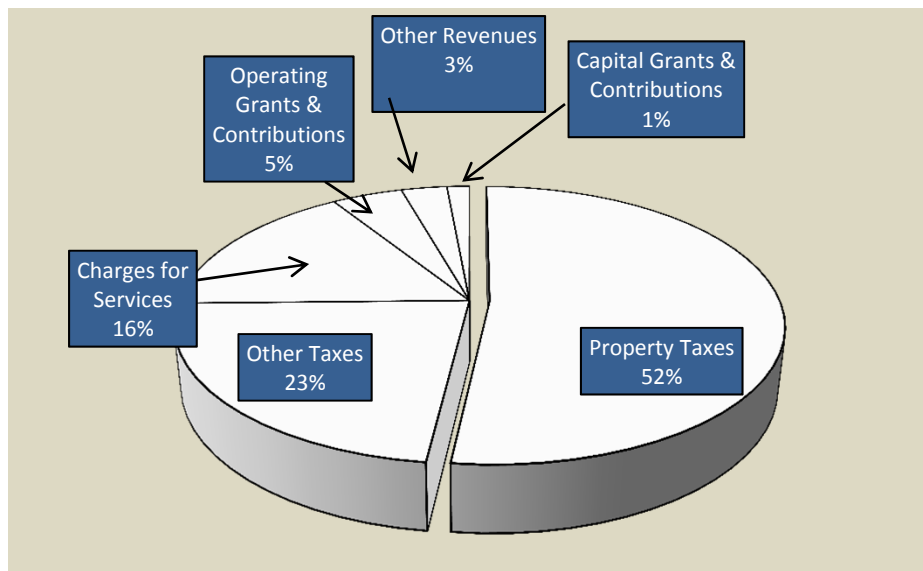 Other Revenues
3%
Capital Grants &
Contributions
1%
Operating
Grants &
Contributions
5%
Charges for
Services
16%
Other Taxes
23%
Property Taxes
52%